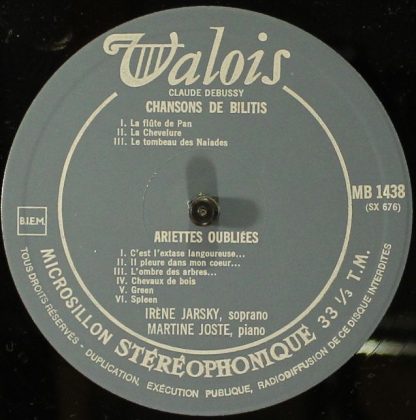 Valois
CLAUDE DEBUSSY
CHANSONS DE BILITIS
I. La flûte de Pan
II. La Chevelure
III. Le tombeau des Naïades
MB 1438
(SX 676)
B.I.E.M.
ARIETTES OUBLIÉES
I. C'est l'extase langoureuse...
II. Il pleure dans mon coeur...
III. L'ombre des arbres...
IV. Chevaux de bois
V. Green
VI. Spleen
IRÈNE JARSKY, soprano
MARTINE JOSTE, piano
MICROSILLON STÉRÉOPHONIQUE 33 1/3 T.M.
TOUS DROITS RÉSERVÉS - DUPLICATION, EXÉCUTION PUBLIQUE, RADIODIFFUSION DE CE DISQUE INTERDITES